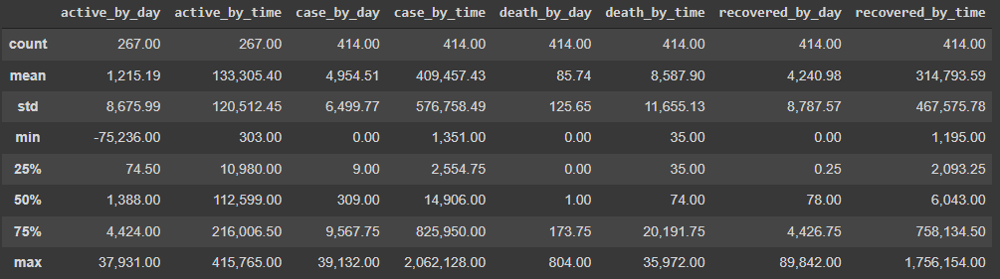 active_by_day active_by_time case_by_day case_by_time death_by_day death_by_time recovered_by_day recovered_by_time
count 267.00 267.00 414.00 414.00 414.00 414.00 414.00 414.00
mean 1,215.19 133,305.40 4,954.51 409,457.43 85.74 8,587.90 4,240.98 314,793.59
std 8,675.99 120,512.45 6,499.77 576,758.49 125.65 11,655.13 8,787.57 467,575.78
min -75,236.00 303.00 0.00 1,351.00 0.00 35.00 0.00 1,195.00
25% 74.50 10,980.00 9.00 2,554.75 0.00 35.00 0.25 2,093.25
50% 1,388.00 112,599.00 309.00 14,906.00 1.00 74.00 78.00 6,043.00
75% 4,424.00 216,006.50 9,567.75 825,950.00 173.75 20,191.75 4,426.75 758,134.50
max 37,931.00 415,765.00 39,132.00 2,062,128.00 804.00 35,972.00 89,842.00 1,756,154.00